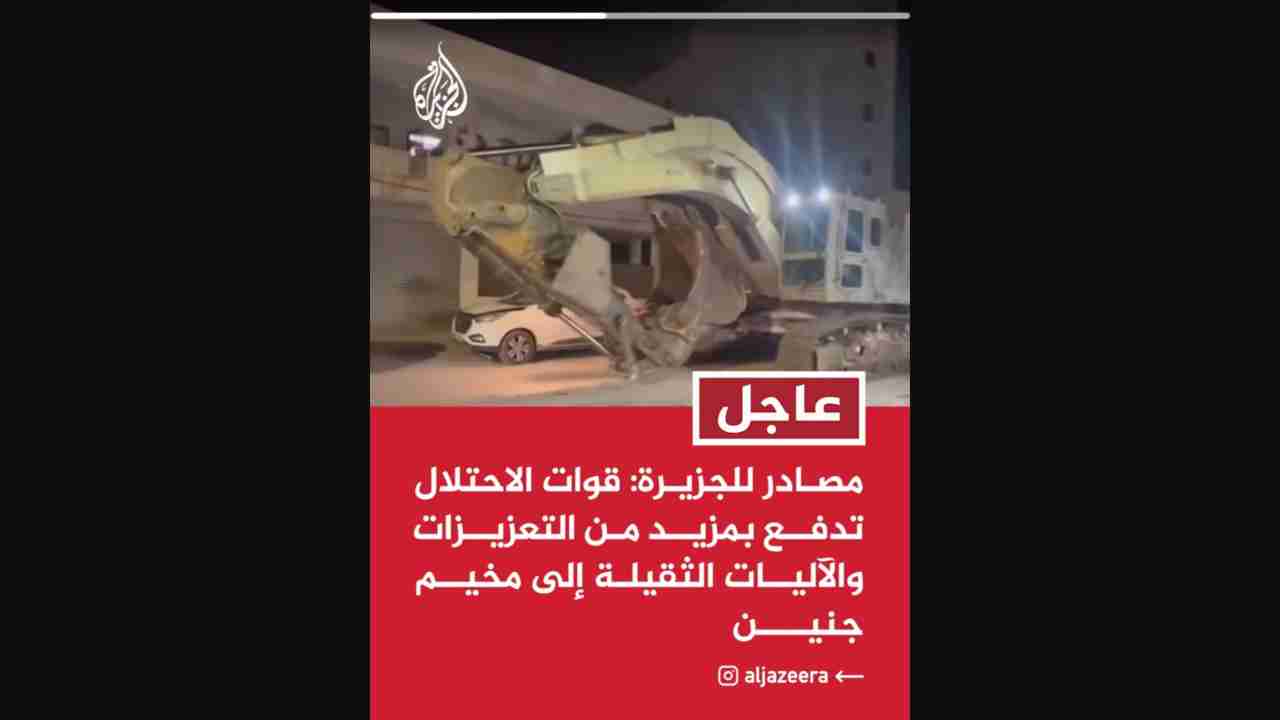 الجزيرة
عاجل
مصادر للجزيرة: قوات الاحتلال
تدفع بمزيد من التعزيزات
والآليات الثقيلة إلى مخيم
جنين
aljazeera